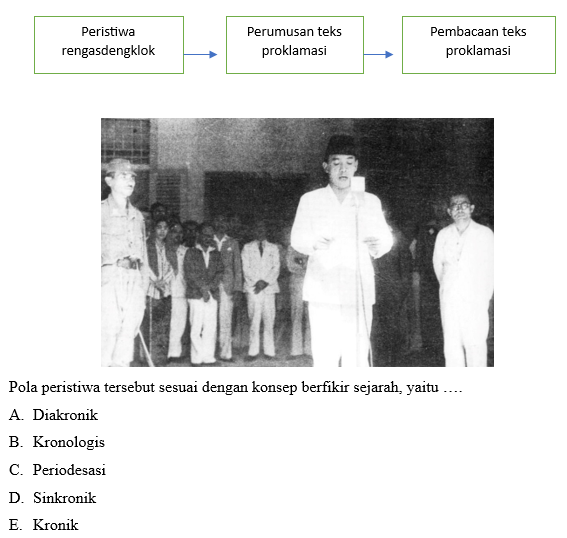 Peristiwa
rengasdengklok
Perumusan teks
proklamasi
Pembacaan teks
proklamasi
Pola peristiwa tersebut sesuai dengan konsep berfikir sejarah, yaitu ….
A. Diakronik
B. Kronologis
C. Periodesasi
D. Sinkronik
E. Kronik